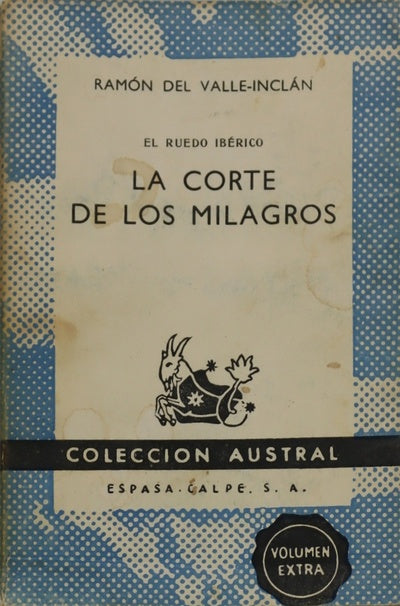 RAMÓN DEL VALLE-INCLÁN
EL RUEDO IBÉRICO
LA CORTE
DE LOS MILAGROS
COLECCION AUSTRAL
ESPASA-CALPE, S. A.
VOLUMEN
EXTRA